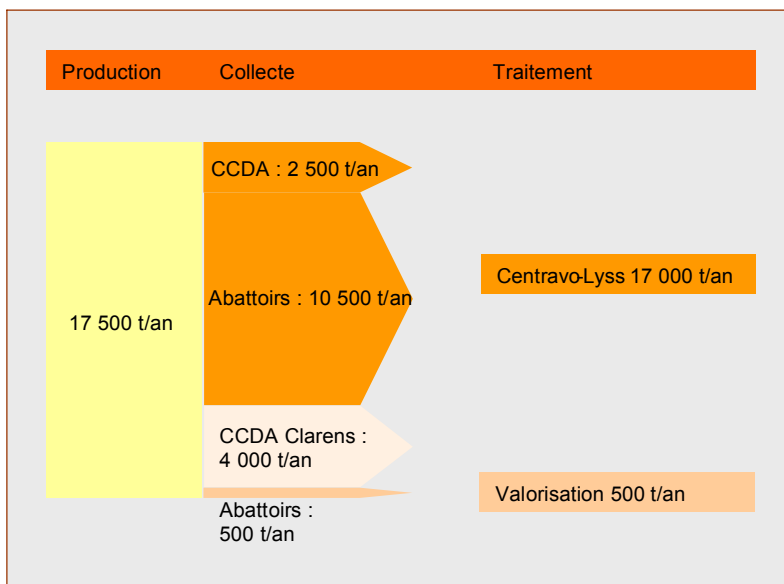 Production
Collecte
Traitement
CCDA : 2 500 t/an
Abattoirs : 10 500 t/an
Centravo-Lyss 17 000 t/an
17 500 t/an
CCDA Clarens :
4 000 t/an
Valorisation 500 t/an
Abattoirs :
500 t/an